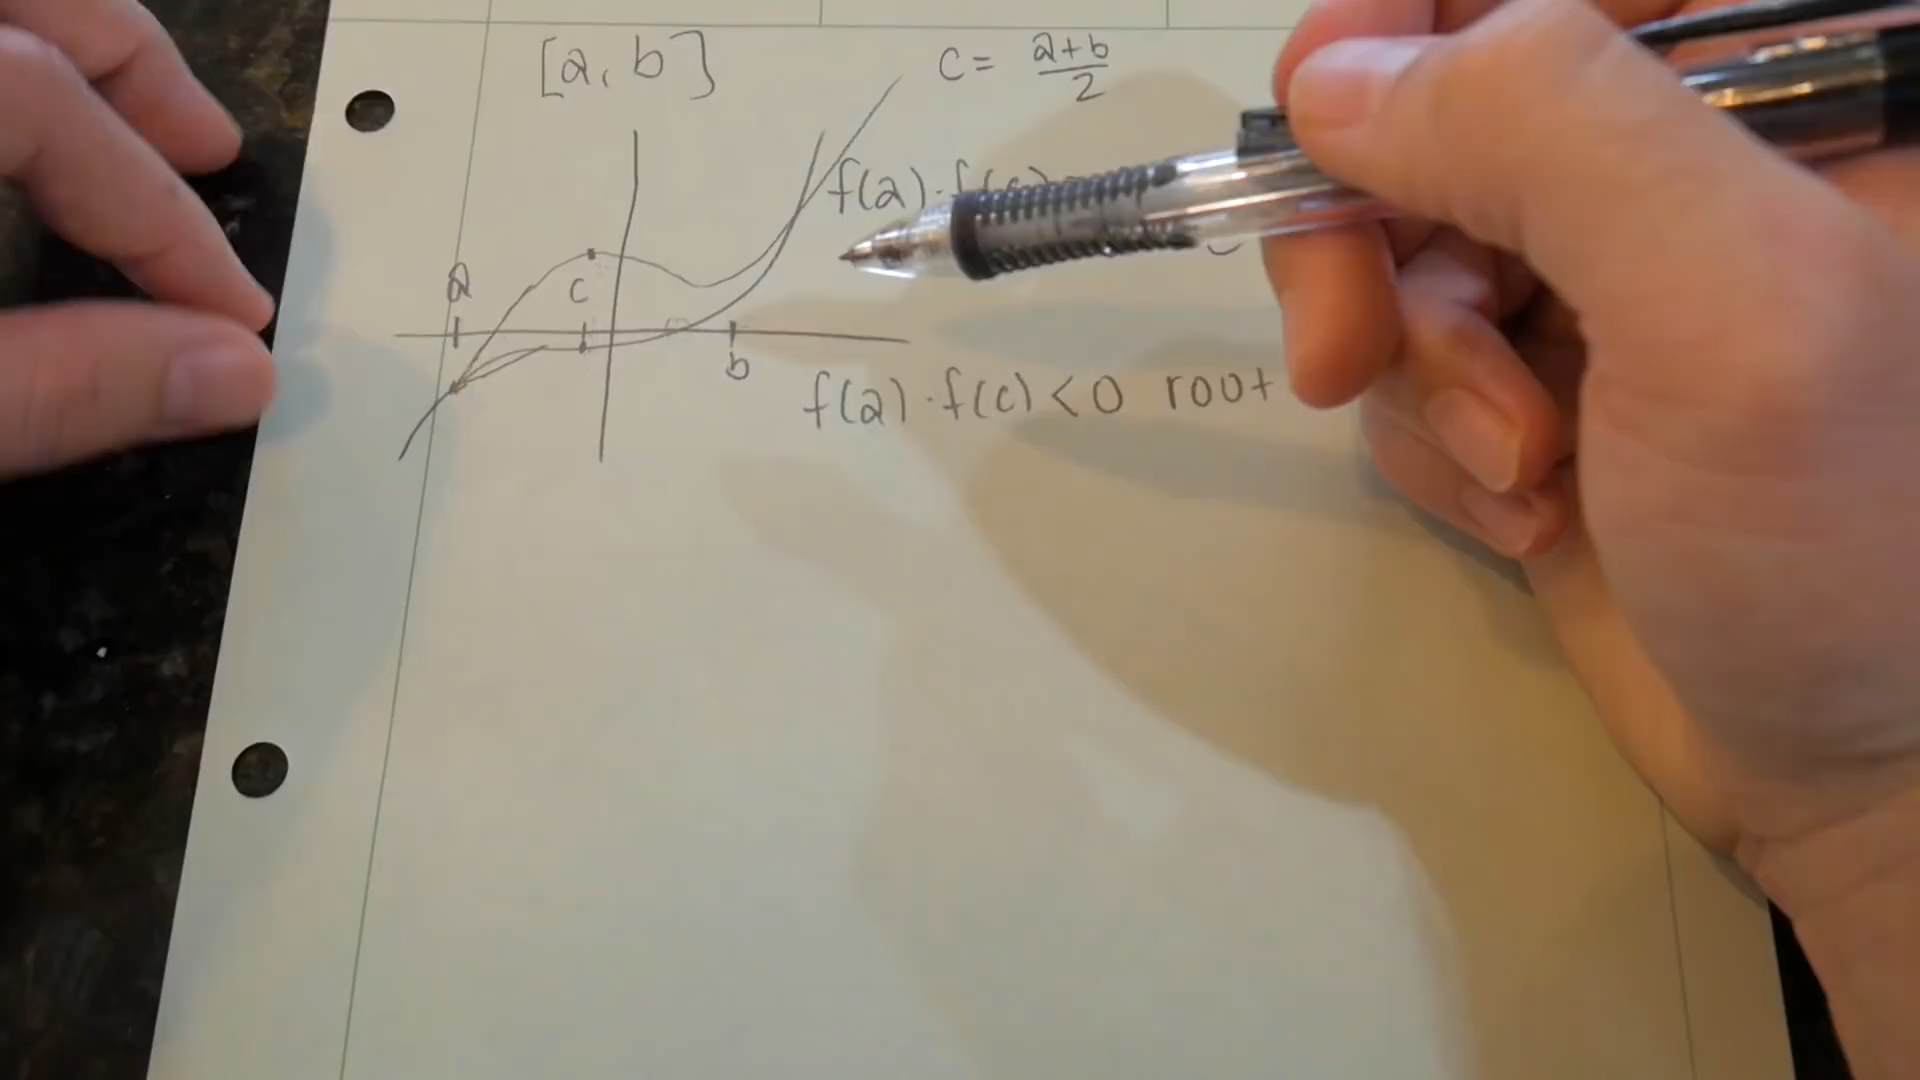 [a, b]
c = a+b/2
f(a) · f(c)
a
c
b
f(a) · f(c) < 0 root